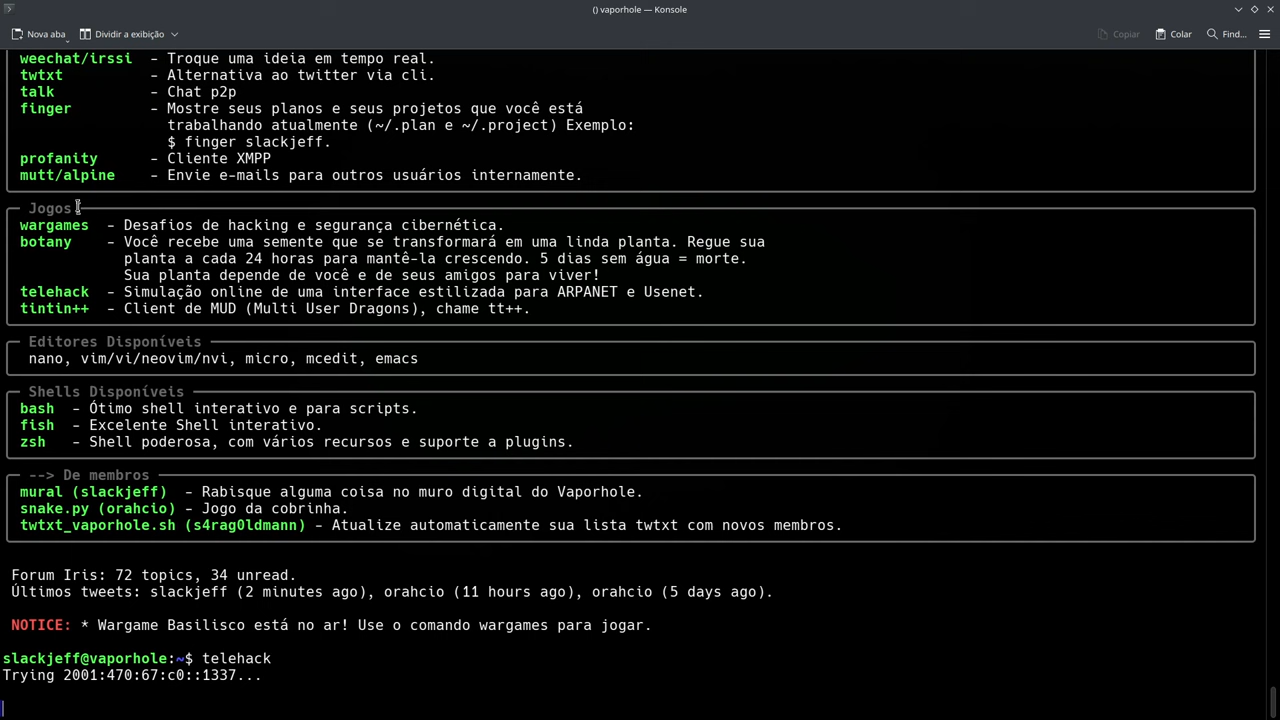 () vaporhole — Konsole
Nova aba
Dividir a exibição
Copiar
Colar
Find...
weechat/irssi - Troque uma ideia em tempo real.
twtxt - Alternativa ao twitter via cli.
talk - Chat p2p
finger - Mostre seus planos e seus projetos que você está
trabalhando atualmente (~/.plan e ~/.project) Exemplo:
$ finger slackjeff.
profanity - Cliente XMPP
mutt/alpine - Envie e-mails para outros usuários internamente.
Jogos
wargames - Desafios de hacking e segurança cibernética.
botany - Você recebe uma semente que se transformará em uma linda planta. Regue sua
planta a cada 24 horas para mantê-la crescendo. 5 dias sem água = morte.
Sua planta depende de você e de seus amigos para viver!
telehack - Simulação online de uma interface estilizada para ARPANET e Usenet.
tintin++ - Client de MUD (Multi User Dragons), chame tt++.
Editores Disponíveis
nano, vim/vi/neovim/nvi, micro, mcedit, emacs
Shells Disponíveis
bash - Ótimo shell interativo e para scripts.
fish - Excelente Shell interativo.
zsh - Shell poderosa, com vários recursos e suporte a plugins.
--> De membros
mural (slackjeff) - Rabisque alguma coisa no muro digital do Vaporhole.
snake.py (orahcio) - Jogo da cobrinha.
twtxt_vaporhole.sh (s4rag0ldmann) - Atualize automaticamente sua lista twtxt com novos membros.
Forum Iris: 72 topics, 34 unread.
Últimos tweets: slackjeff (2 minutes ago), orahcio (11 hours ago), orahcio (5 days ago).
NOTICE: * Wargame Basilisco está no ar! Use o comando wargames para jogar.
slackjeff@vaporhole:~$ telehack
Trying 2001:470:67:c0::1337...